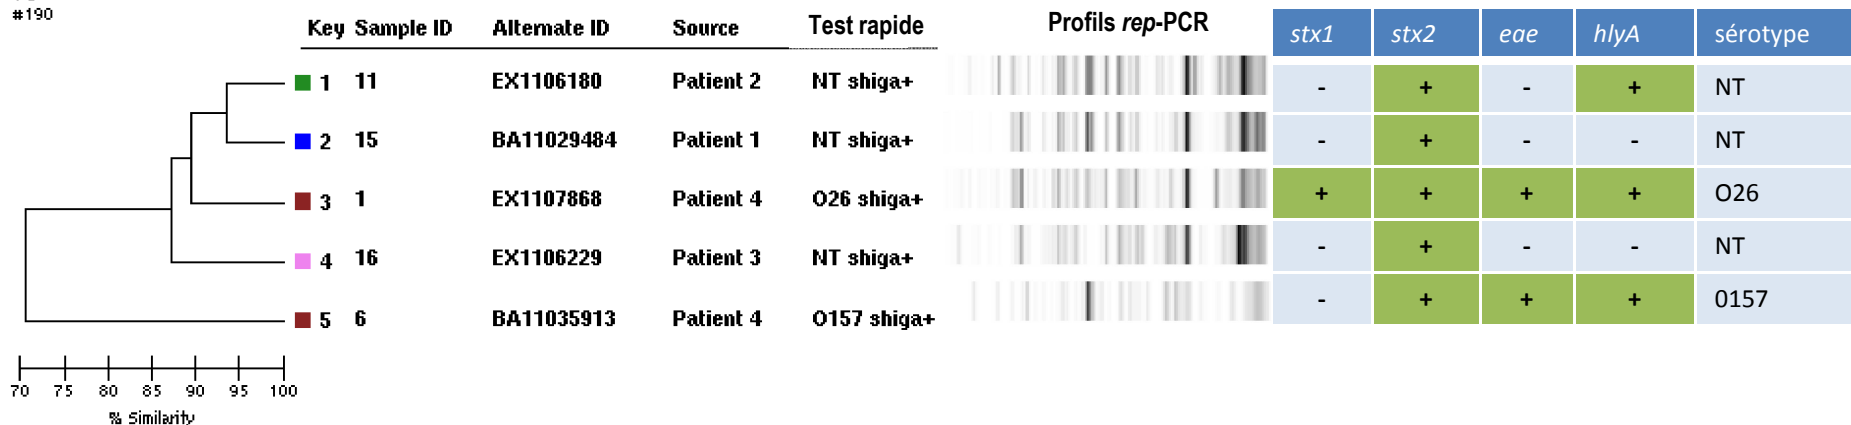 #190
Key Sample ID Alternate ID Source Test rapide Profils rep-PCR stx1 stx2 eae hlyA sérotype
1 11 EX1106180 Patient 2 NT shiga+ - + - + NT
2 15 BA11029484 Patient 1 NT shiga+ - + - - NT
3 1 EX1107868 Patient 4 O26 shiga+ + + + + O26
4 16 EX1106229 Patient 3 NT shiga+ - + - - NT
5 6 BA11035913 Patient 4 O157 shiga+ - + + + 0157
70 75 80 85 90 95 100
% Similarity